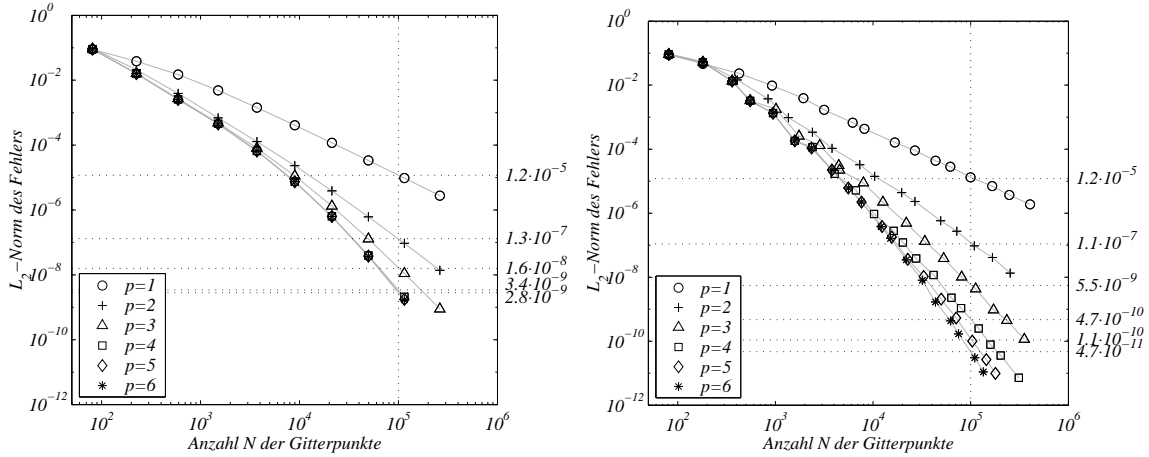 10^0
10^-2
10^-4
10^-6
10^-8
10^-10
10^-12
L_2-Norm des Fehlers
1.2·10^-5
1.3·10^-7
1.6·10^-8
3.4·10^-9
2.8·10^-9
p=1
p=2
p=3
p=4
p=5
p=6
10^2
10^3
10^4
10^5
10^6
Anzahl N der Gitterpunkte
10^0
10^-2
10^-4
10^-6
10^-8
10^-10
10^-12
L_2-Norm des Fehlers
1.2·10^-5
1.1·10^-7
5.5·10^-9
4.7·10^-10
1.1·10^-10
4.7·10^-11
p=1
p=2
p=3
p=4
p=5
p=6
10^2
10^3
10^4
10^5
10^6
Anzahl N der Gitterpunkte